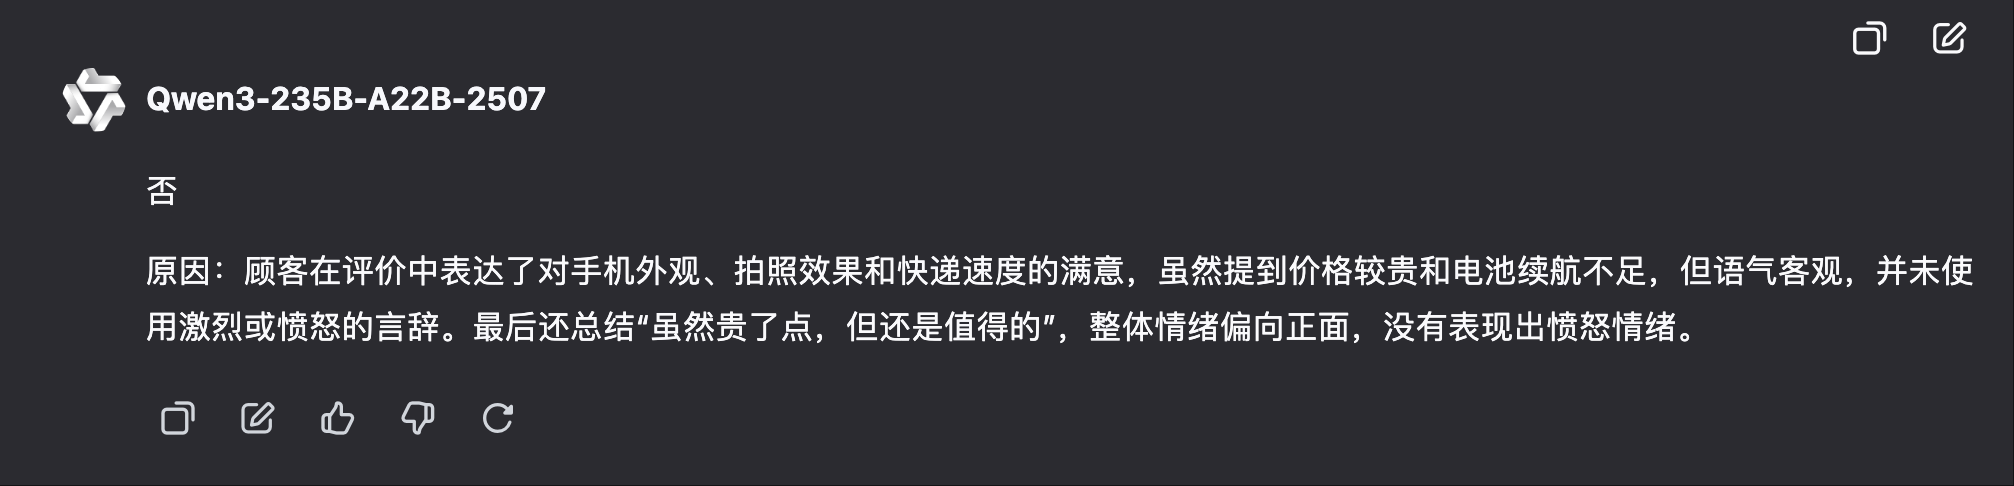 Qwen3-235B-A22B-2507
否
原因：顾客在评价中表达了对手机外观、拍照效果和快递速度的满意，虽然提到价格较贵和电池续航不足，但语气客观，并未使
用激烈或愤怒的言辞。最后还总结“虽然贵了点，但还是值得的”，整体情绪偏向正面，没有表现出愤怒情绪。